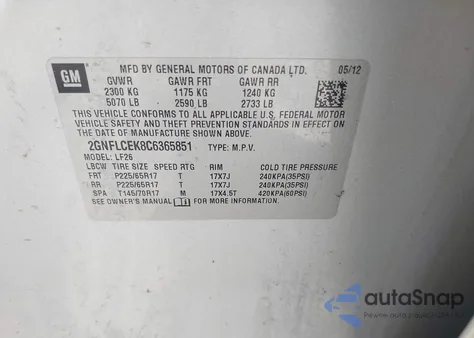 GM
MFD BY GENERAL MOTORS OF CANADA LTD. 05/12
GVWR GAWR FRT GAWR RR
2300 KG 1175 KG 1240 KG
5070 LB 2590 LB 2733 LB
THIS VEHICLE CONFORMS TO ALL APPLICABLE U.S. FEDERAL MOTOR
VEHICLE SAFETY AND THEFT PREVENTION STANDARDS IN EFFECT ON THE
DATE OF MANUFACTURE SHOWN ABOVE.
2GNFLCEK8C6365851 TYPE: M.P.V.
MODEL: LF26
LBCW TIRE SIZE SPEED RTG RIM COLD TIRE PRESSURE
FRT P225/65R17 T 17X7J 240KPA(35PSI)
RR P225/65R17 T 17X7J 240KPA(35PSI)
SPA T145/70R17 M 17X4.5T 420KPA(60PSI)
SEE OWNER'S MANUAL FOR MORE INFORMATION.
autoSnap